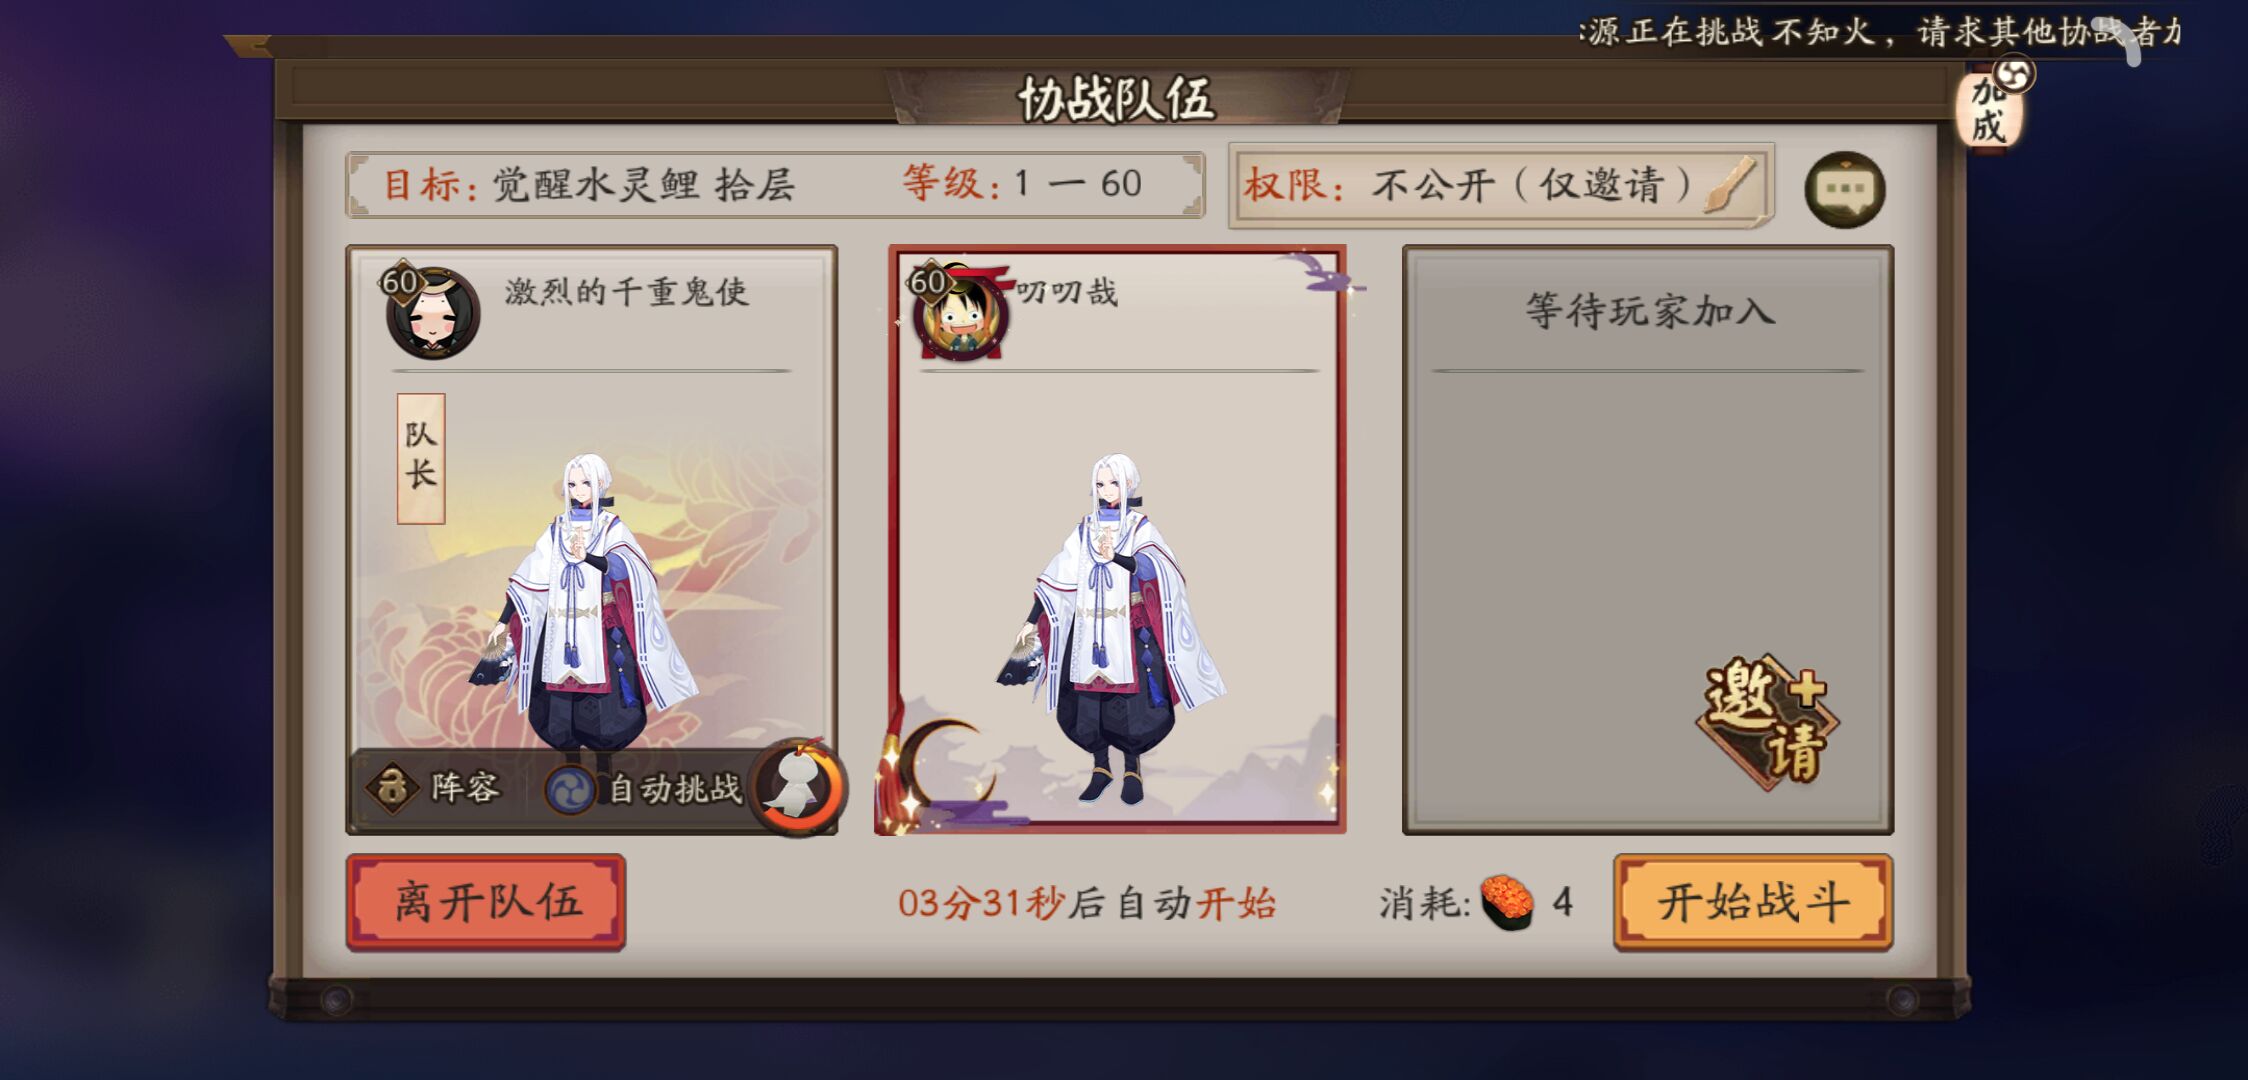 源正在挑战 不知火，请求其他协战者
协战队伍
加成
目标：觉醒水灵鲤 拾层
等级：1 一 60
权限：不公开（仅邀请）
60
激烈的千重鬼使
60
叨叨哉
等待玩家加入
队长
邀请
阵容
自动挑战
离开队伍
03分31秒后自动开始
消耗: 4
开始战斗